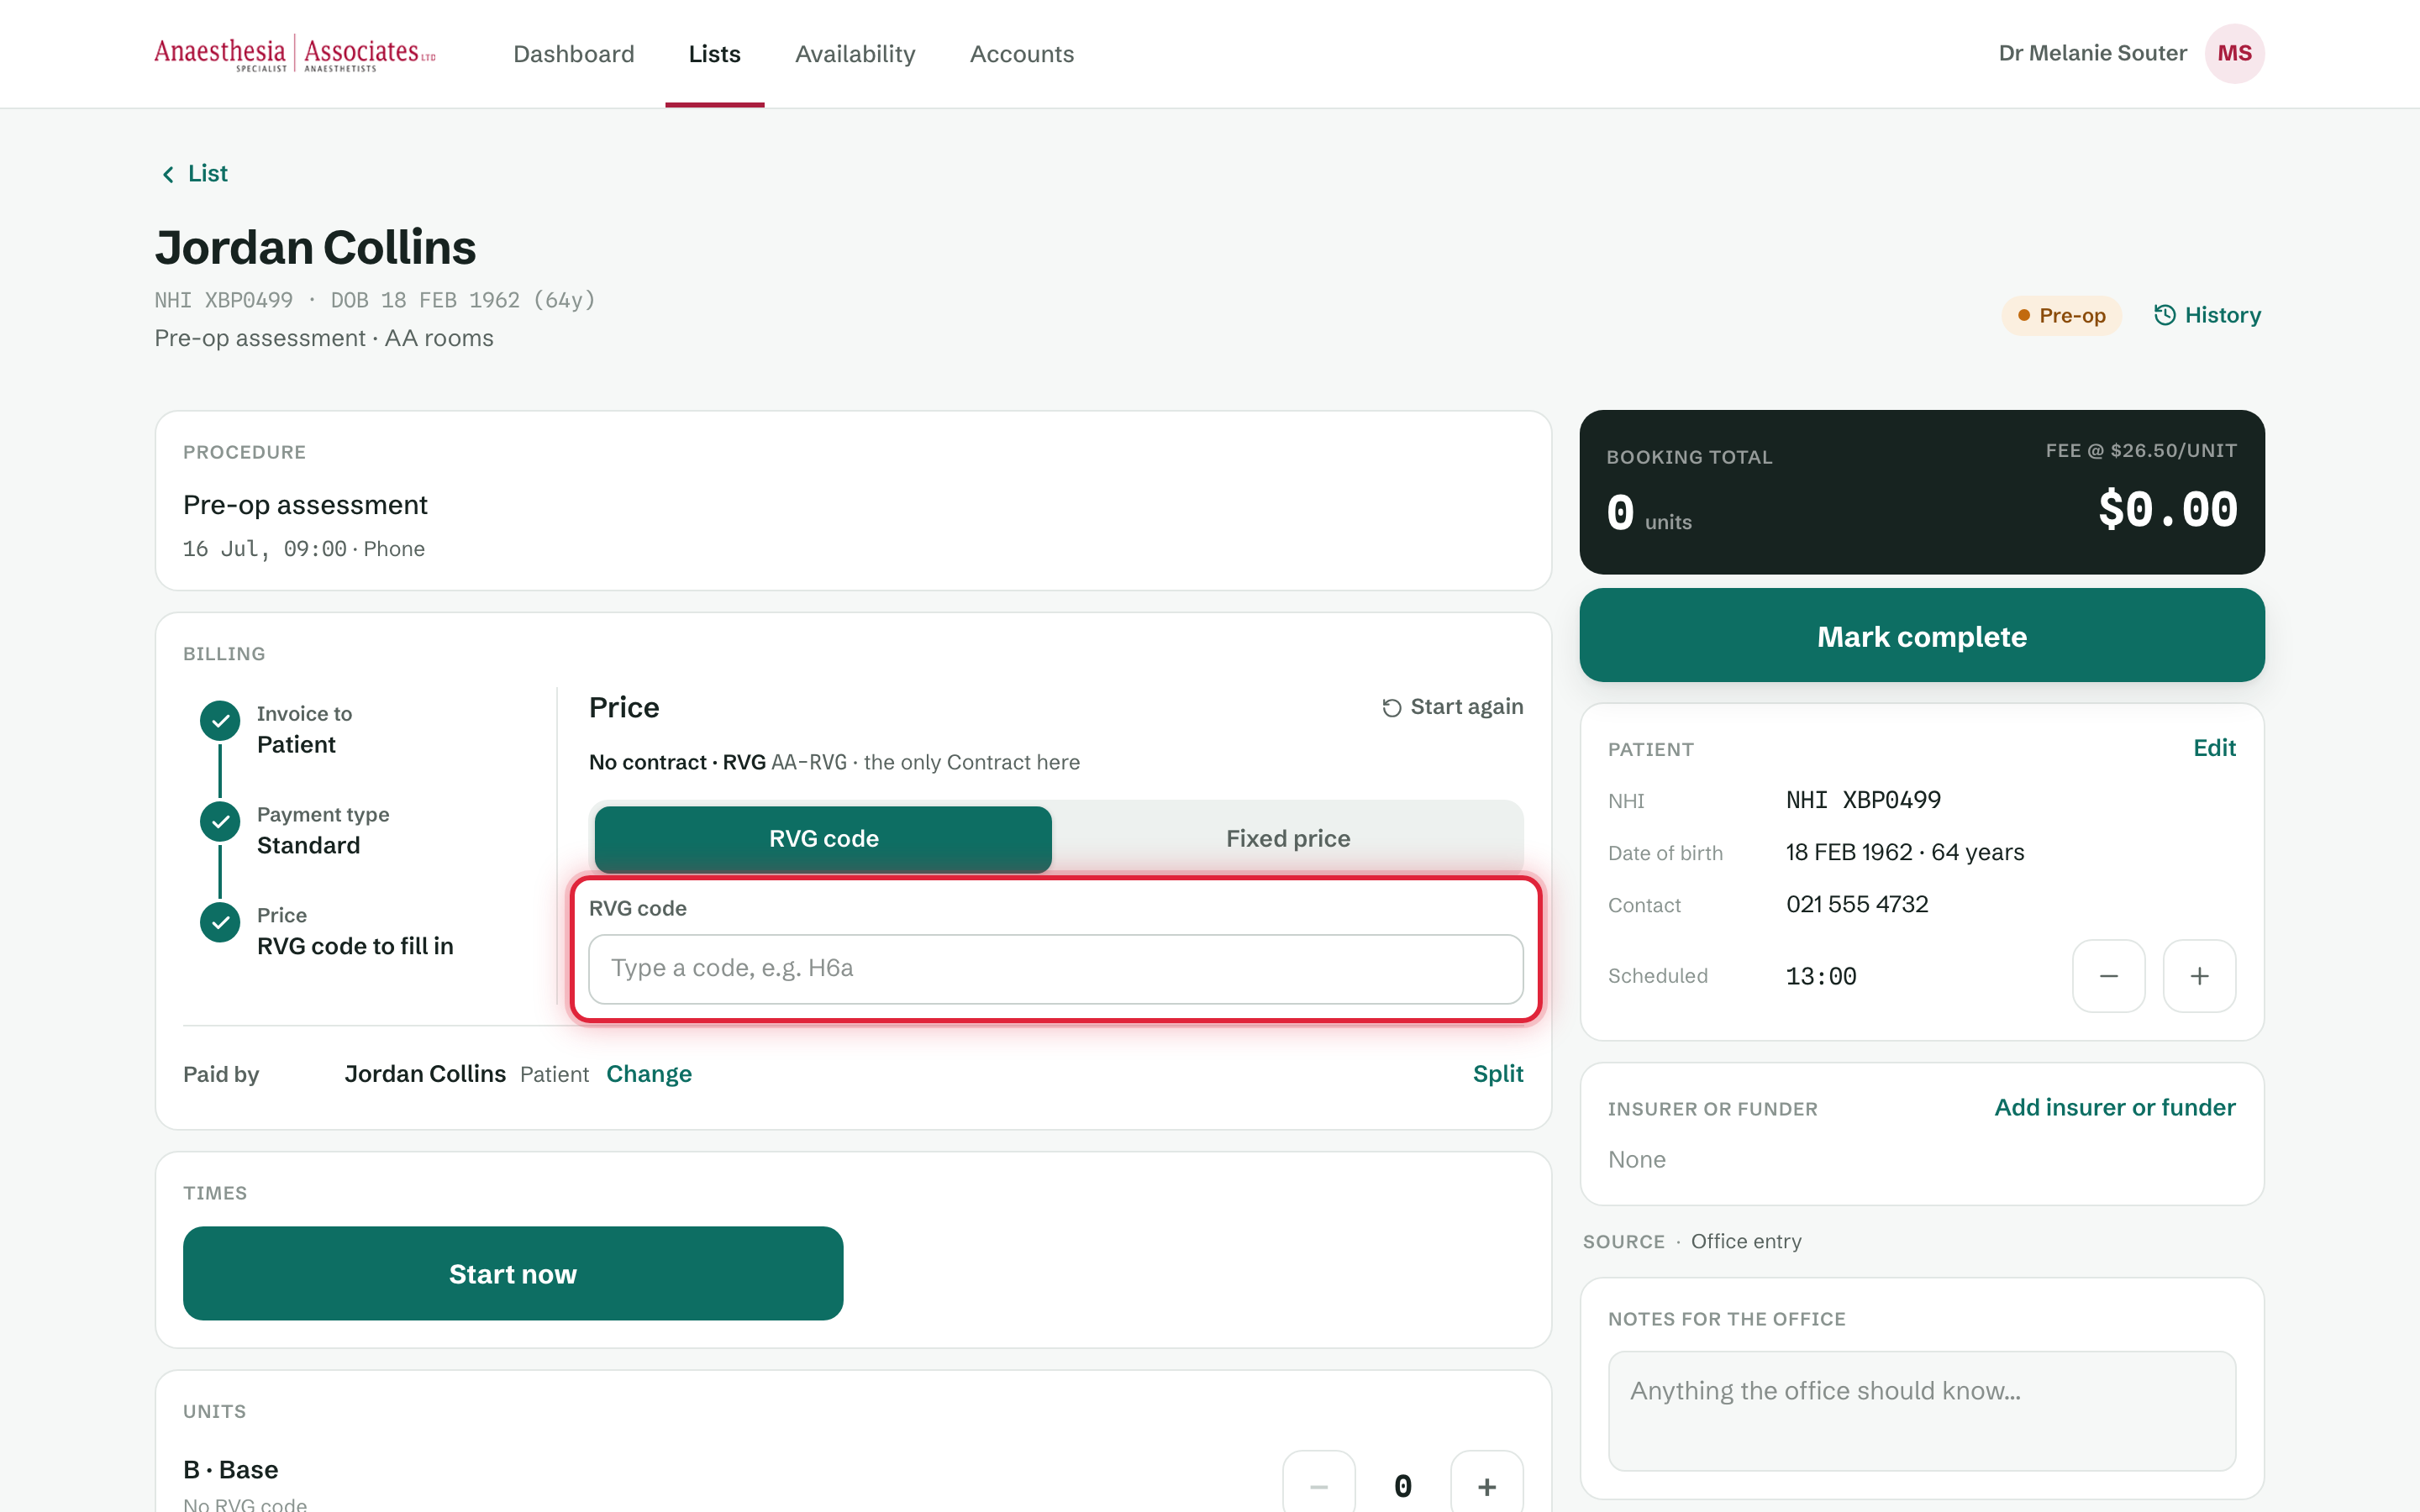 Anaesthesia Associates LTD
SPECIALIST ANAESTHETISTS
Dashboard
Lists
Availability
Accounts
Dr Melanie Souter
MS
List
Jordan Collins
NHI XBP0499 · DOB 18 FEB 1962 (64y)
Pre-op assessment · AA rooms
Pre-op
History
PROCEDURE
Pre-op assessment
16 Jul, 09:00 · Phone
BILLING
Invoice to
Patient
Payment type
Standard
Price
RVG code to fill in
Price
Start again
No contract · RVG AA-RVG · the only Contract here
RVG code
Fixed price
RVG code
Type a code, e.g. H6a
Paid by
Jordan Collins Patient Change
Split
TIMES
Start now
UNITS
B · Base
No RVG code
0
BOOKING TOTAL
FEE @ $26.50/UNIT
0 units
$0.00
Mark complete
PATIENT
Edit
NHI
NHI XBP0499
Date of birth
18 FEB 1962 · 64 years
Contact
021 555 4732
Scheduled
13:00
INSURER OR FUNDER
Add insurer or funder
None
SOURCE · Office entry
NOTES FOR THE OFFICE
Anything the office should know…